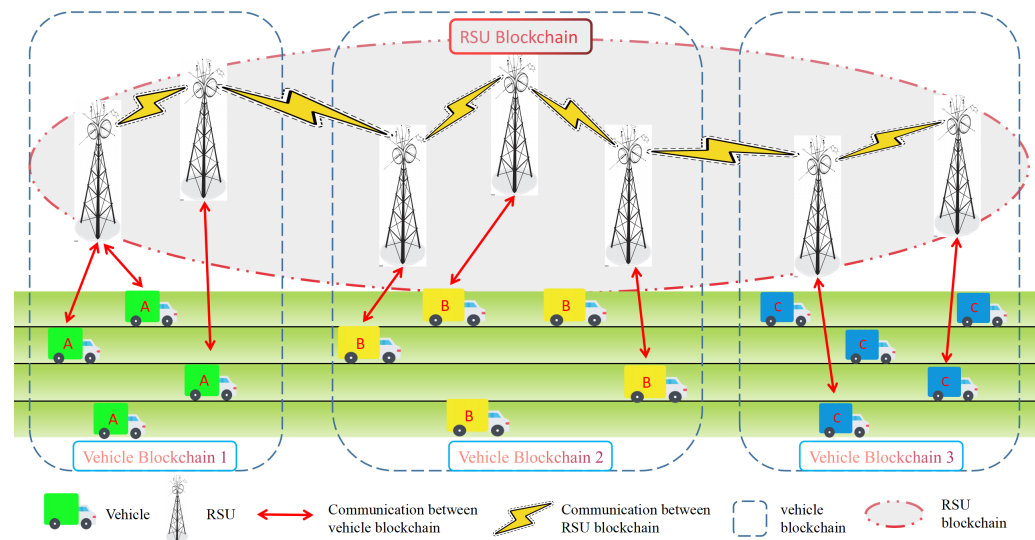 RSU Blockchain
A
B
B
C
C
A
B
C
A
B
C
A
B
C
Vehicle Blockchain 1
Vehicle Blockchain 2
Vehicle Blockchain 3
Vehicle
RSU
Communication between
vehicle blockchain
Communication between
RSU blockchain
vehicle
blockchain
RSU
blockchain